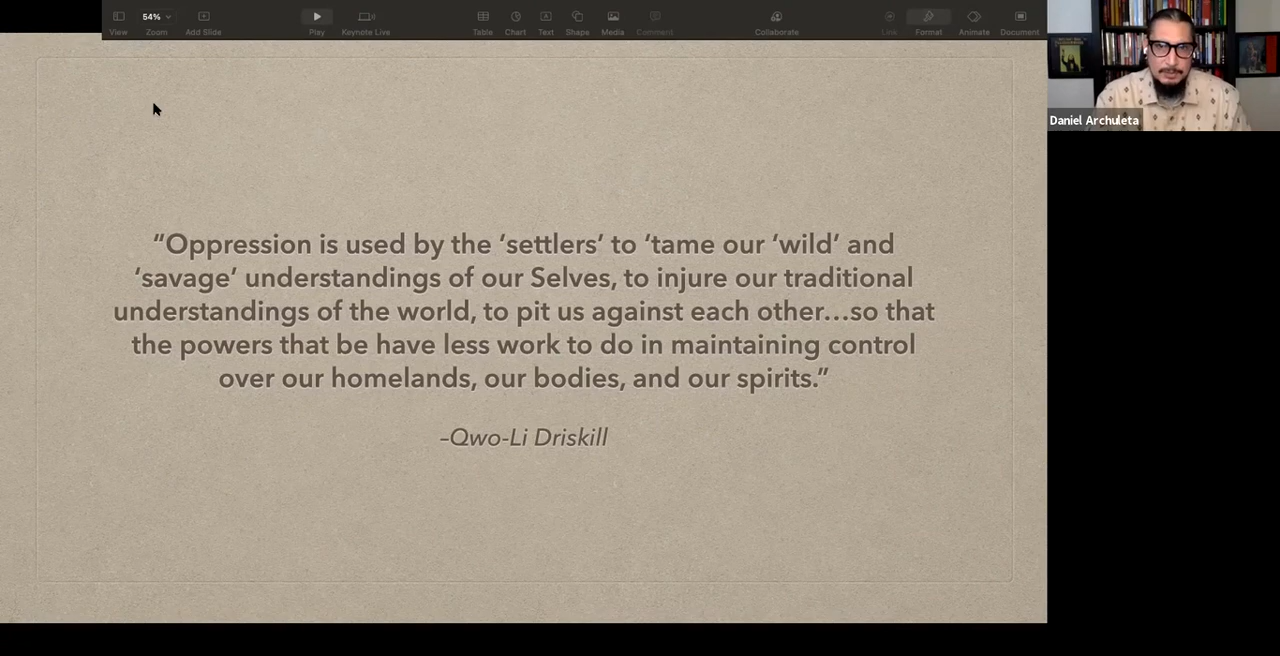 54%
View
Zoom
Add Slide
Play
Keynote Live
Table
Chart
Text
Shape
Media
Comment
Collaborate
Link
Format
Animate
Document
Daniel Archuleta
“Oppression is used by the ‘settlers’ to ‘tame our ‘wild’ and
‘savage’ understandings of our Selves, to injure our traditional
understandings of the world, to pit us against each other…so that
the powers that be have less work to do in maintaining control
over our homelands, our bodies, and our spirits.”
–Qwo-Li Driskill